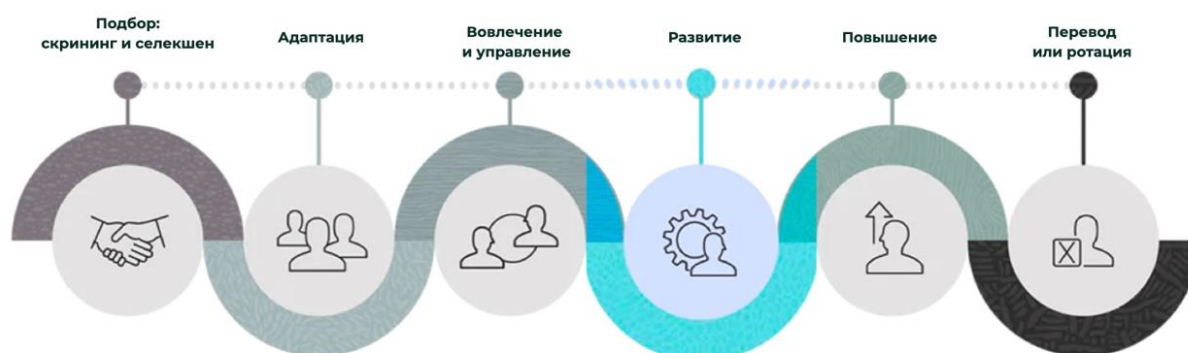 Подбор:
скрининг и селекшен
Адаптация
Вовлечение
и управление
Развитие
Повышение
Перевод
или ротация
X